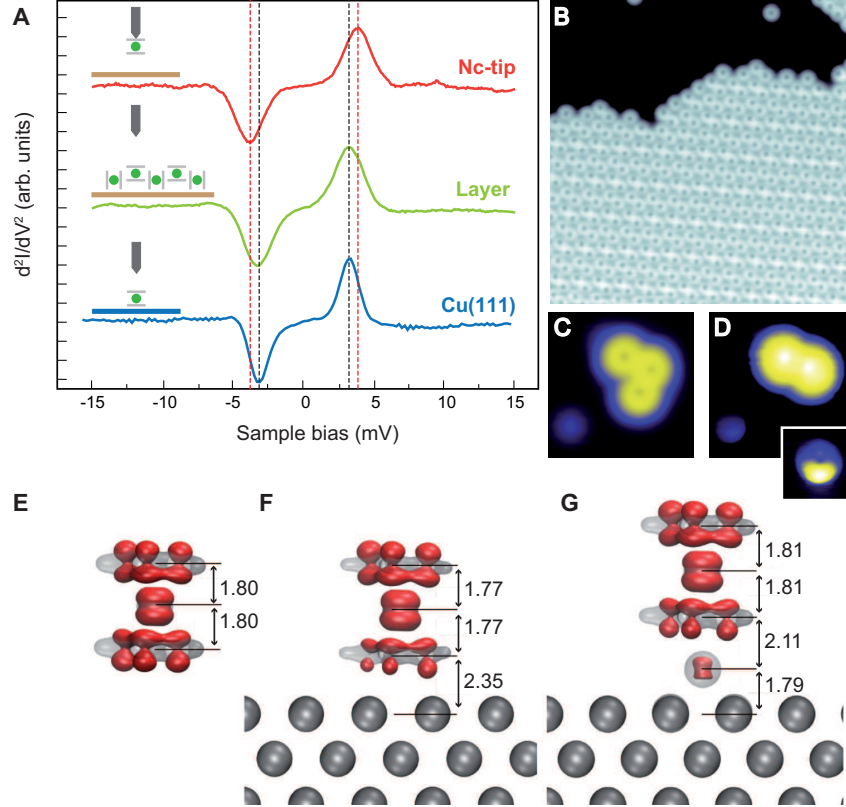 A
B
d²I/dV² (arb. units)
Nc-tip
Layer
Cu(111)
-15
-10
-5
0
5
10
15
Sample bias (mV)
C
D
E
F
G
1.80
1.80
1.77
1.77
2.35
1.81
1.81
2.11
1.79